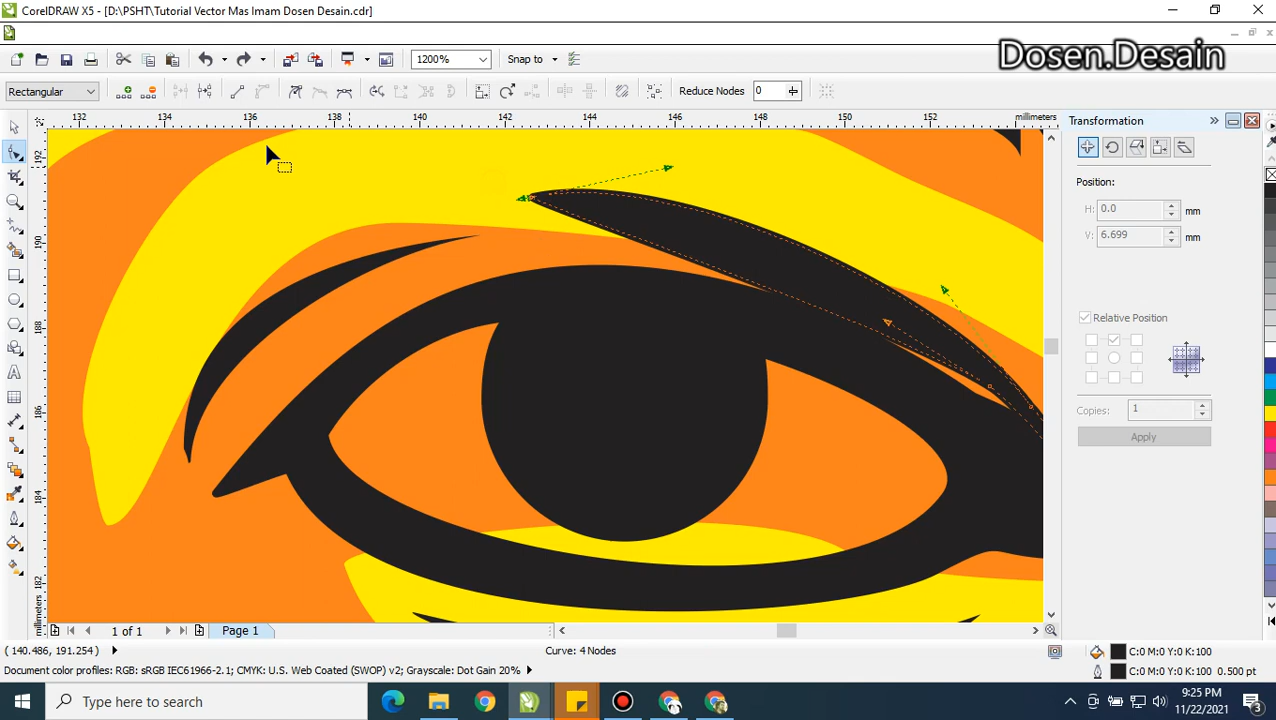 CorelDRAW X5 - [D:\PSHT\Tutorial Vector Mas Imam Dosen Desain.cdr]
Dosen.Desain
1200%
Snap to
Rectangular
Reduce Nodes
0
132 134 136 138 140 142 144 146 148 150 152 millimeters
192
190
188
186
184
182
millimeters
Transformation
Position:
H: 0.0 mm
V: 6.699 mm
Relative Position
Copies: 1
Apply
1 of 1
Page 1
(140.486, 191.254)
Curve: 4 Nodes
C:0 M:0 Y:0 K:100
Document color profiles: RGB: sRGB IEC61966-2.1; CMYK: U.S. Web Coated (SWOP) v2; Grayscale: Dot Gain 20%
C:0 M:0 Y:0 K:100 0.500 pt
Type here to search
9:25 PM
11/22/2021
3